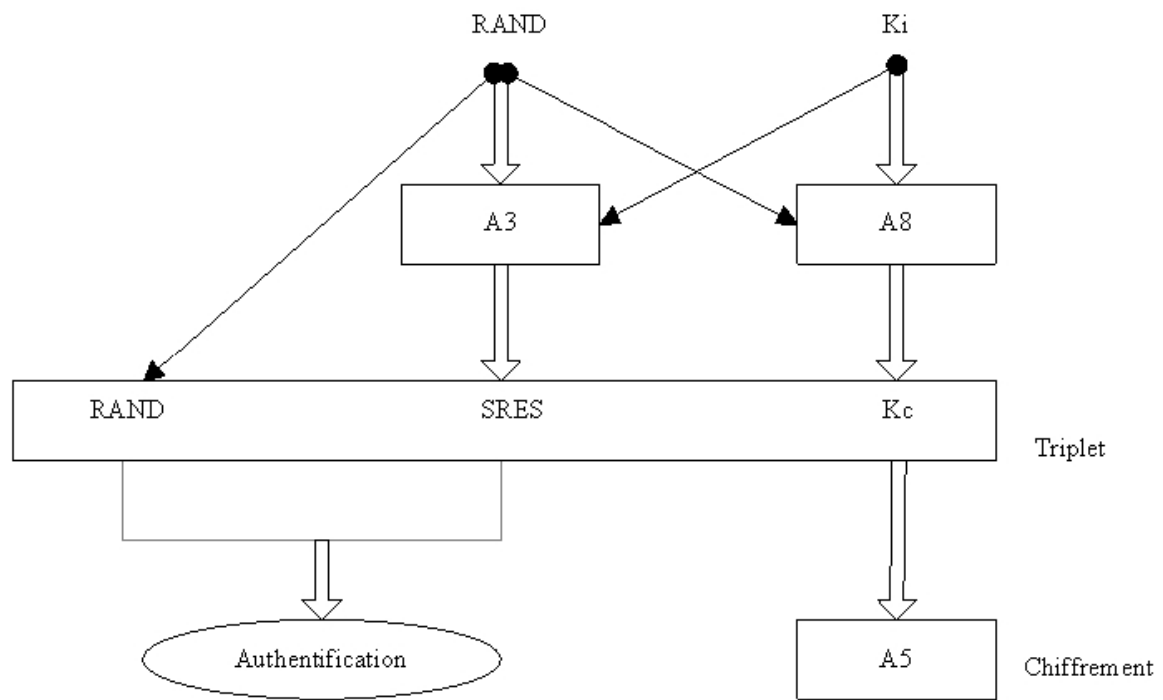 RAND Ki
A3 A8
RAND SRES Kc
Triplet
Authentification A5 Chiffrement